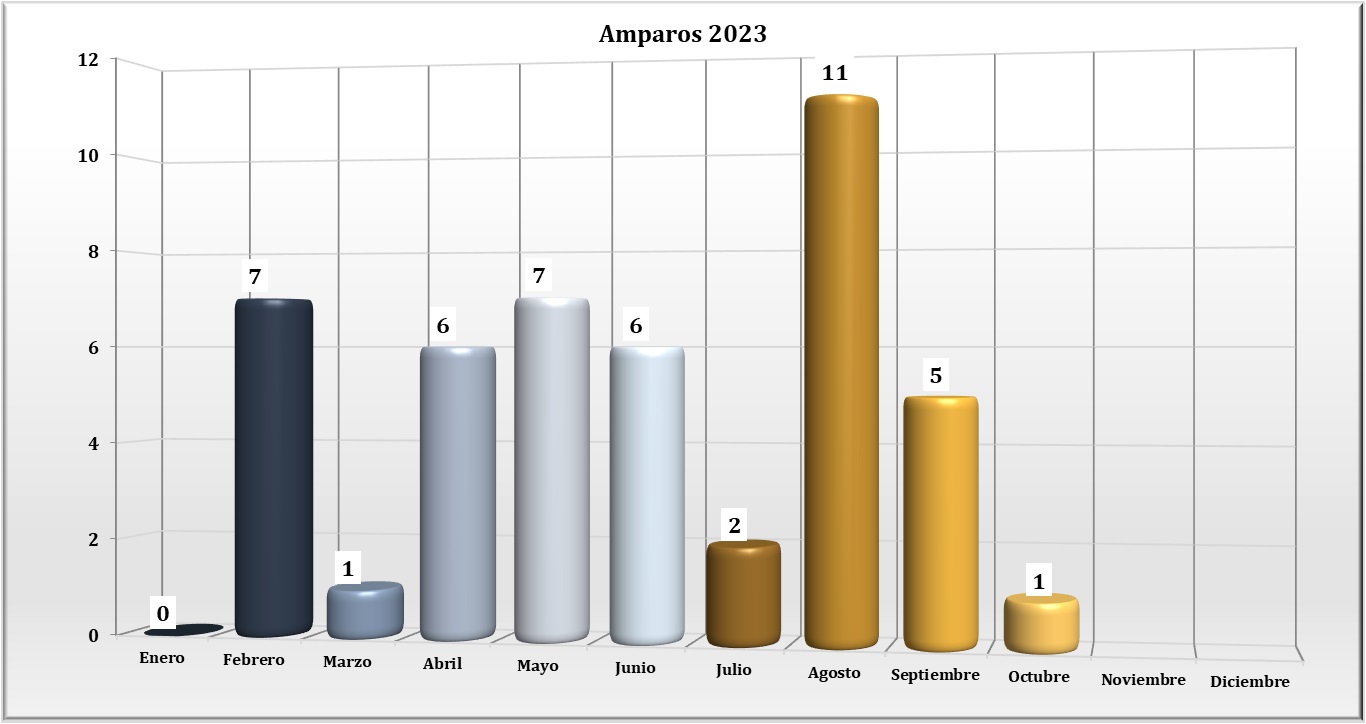 Amparos 2023
12
10
8
6
4
2
0
0
7
1
6
7
6
2
11
5
1
Enero
Febrero
Marzo
Abril
Mayo
Junio
Julio
Agosto
Septiembre
Octubre
Noviembre
Diciembre